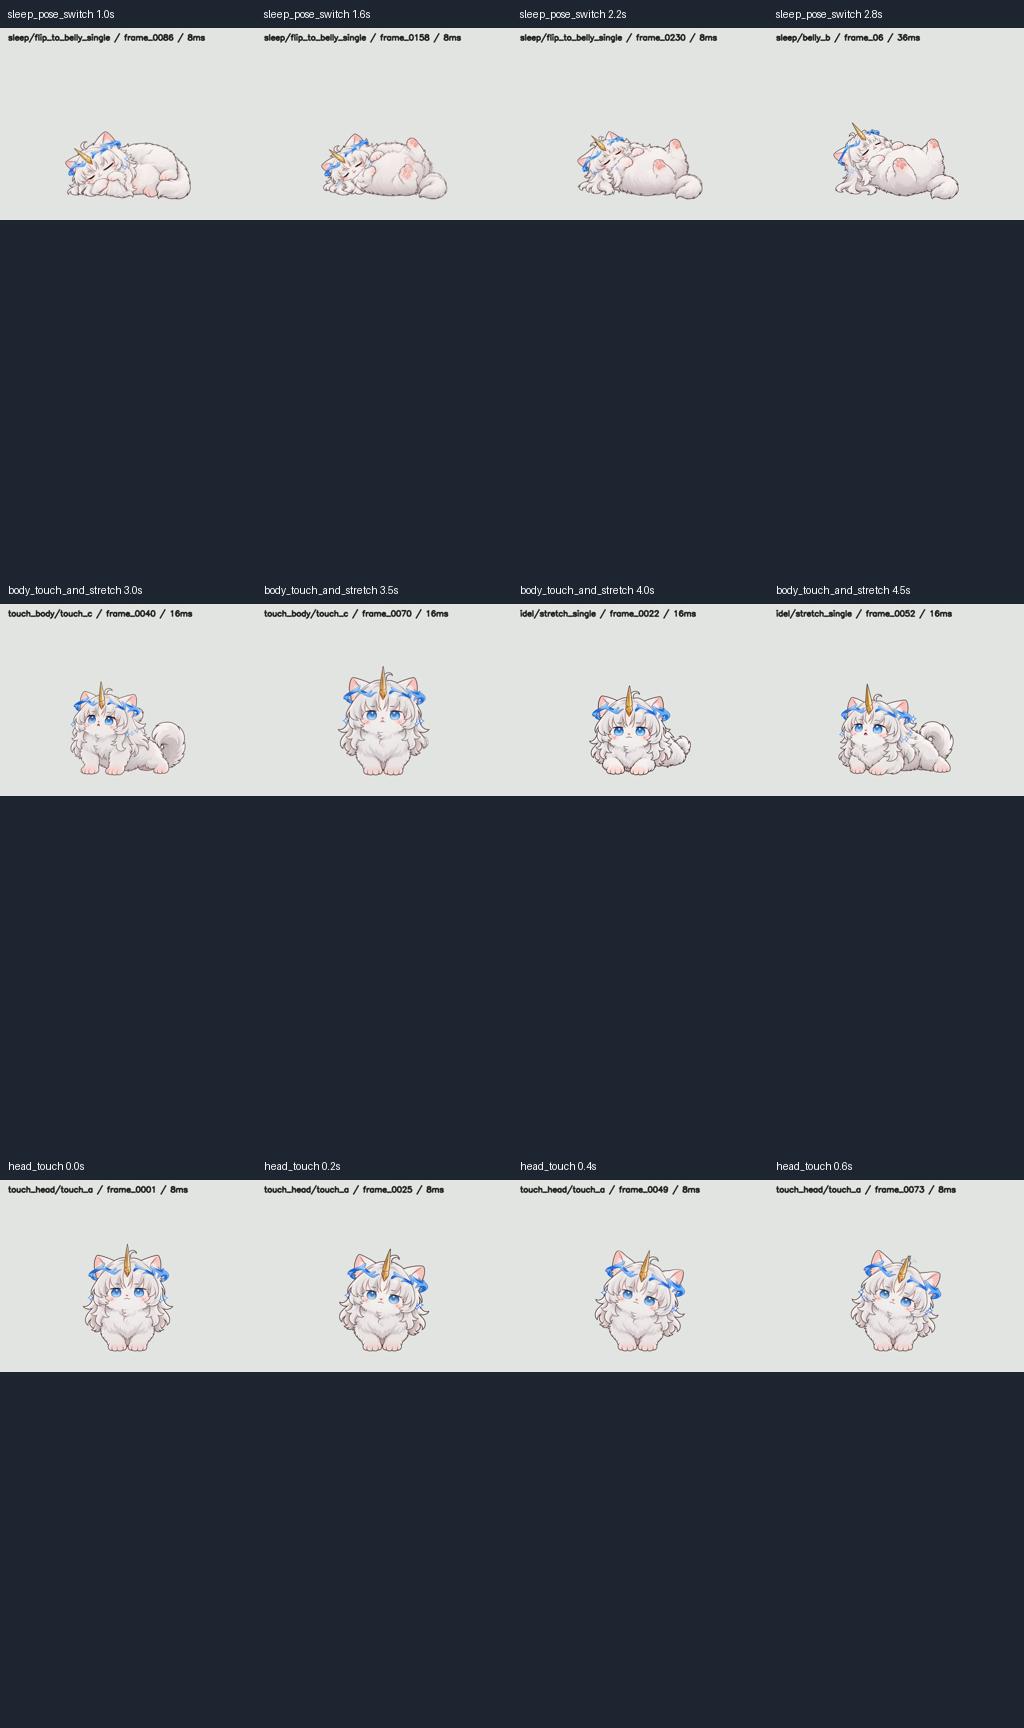 sleep_pose_switch 1.0s
sleep_pose_switch 1.6s
sleep_pose_switch 2.2s
sleep_pose_switch 2.8s
sleep/flip_to_belly_single / frame_0086 / 8ms
sleep/flip_to_belly_single / frame_0158 / 8ms
sleep/flip_to_belly_single / frame_0230 / 8ms
sleep/belly_b / frame_06 / 36ms
body_touch_and_stretch 3.0s
body_touch_and_stretch 3.5s
body_touch_and_stretch 4.0s
body_touch_and_stretch 4.5s
touch_body/touch_c / frame_0040 / 16ms
touch_body/touch_c / frame_0070 / 16ms
idel/stretch_single / frame_0022 / 16ms
idel/stretch_single / frame_0052 / 16ms
head_touch 0.0s
head_touch 0.2s
head_touch 0.4s
head_touch 0.6s
touch_head/touch_a / frame_0001 / 8ms
touch_head/touch_a / frame_0025 / 8ms
touch_head/touch_a / frame_0049 / 8ms
touch_head/touch_a / frame_0073 / 8ms